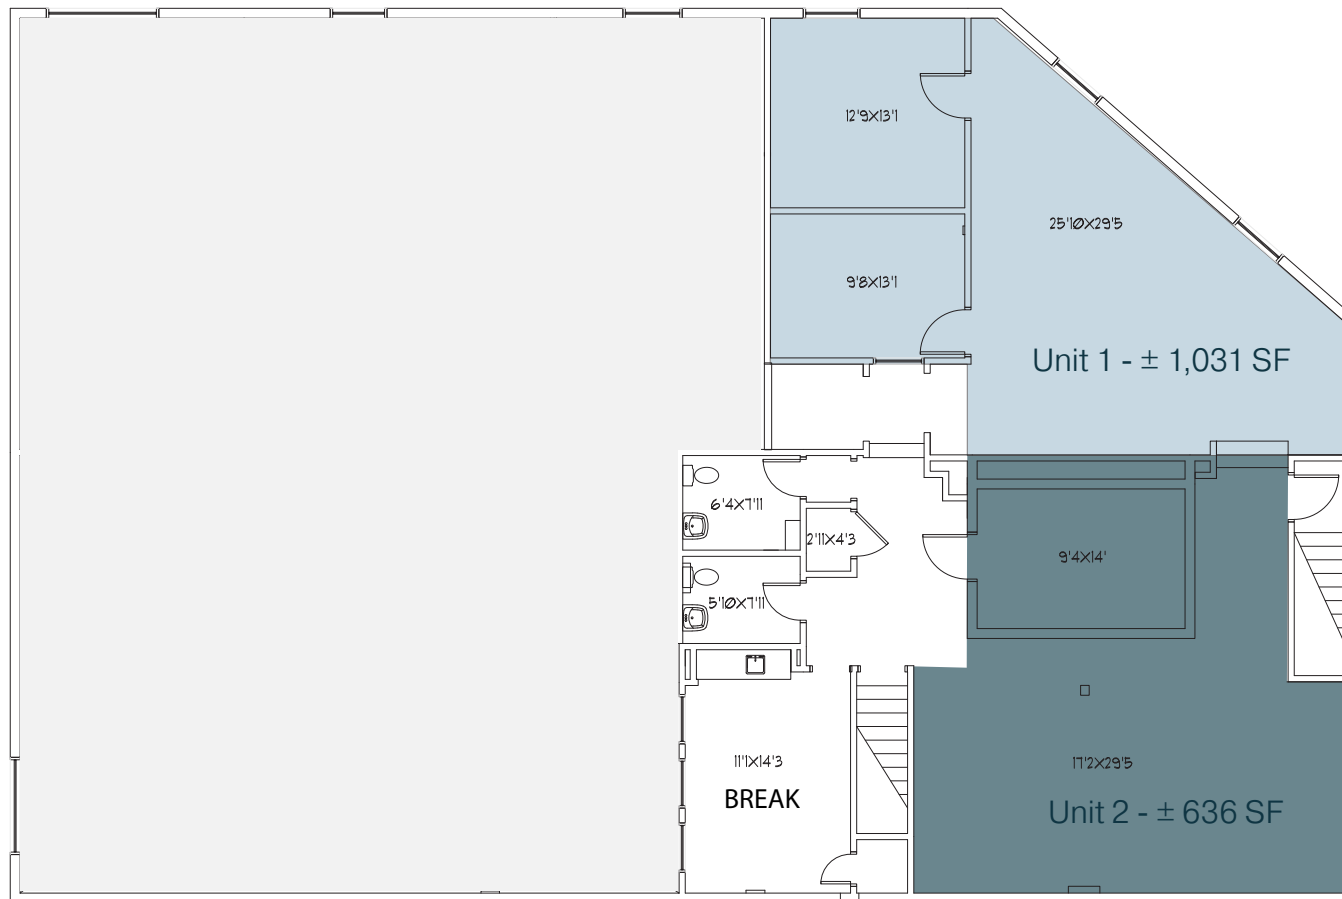 12'9X13'1
25'10X29'5
9'8X13'1
Unit 1 - ± 1,031 SF
6'4X7'11
2'11X4'3
9'4X14'
5'10X7'11
11'1X14'3
17'2X29'5
BREAK
Unit 2 - ± 636 SF